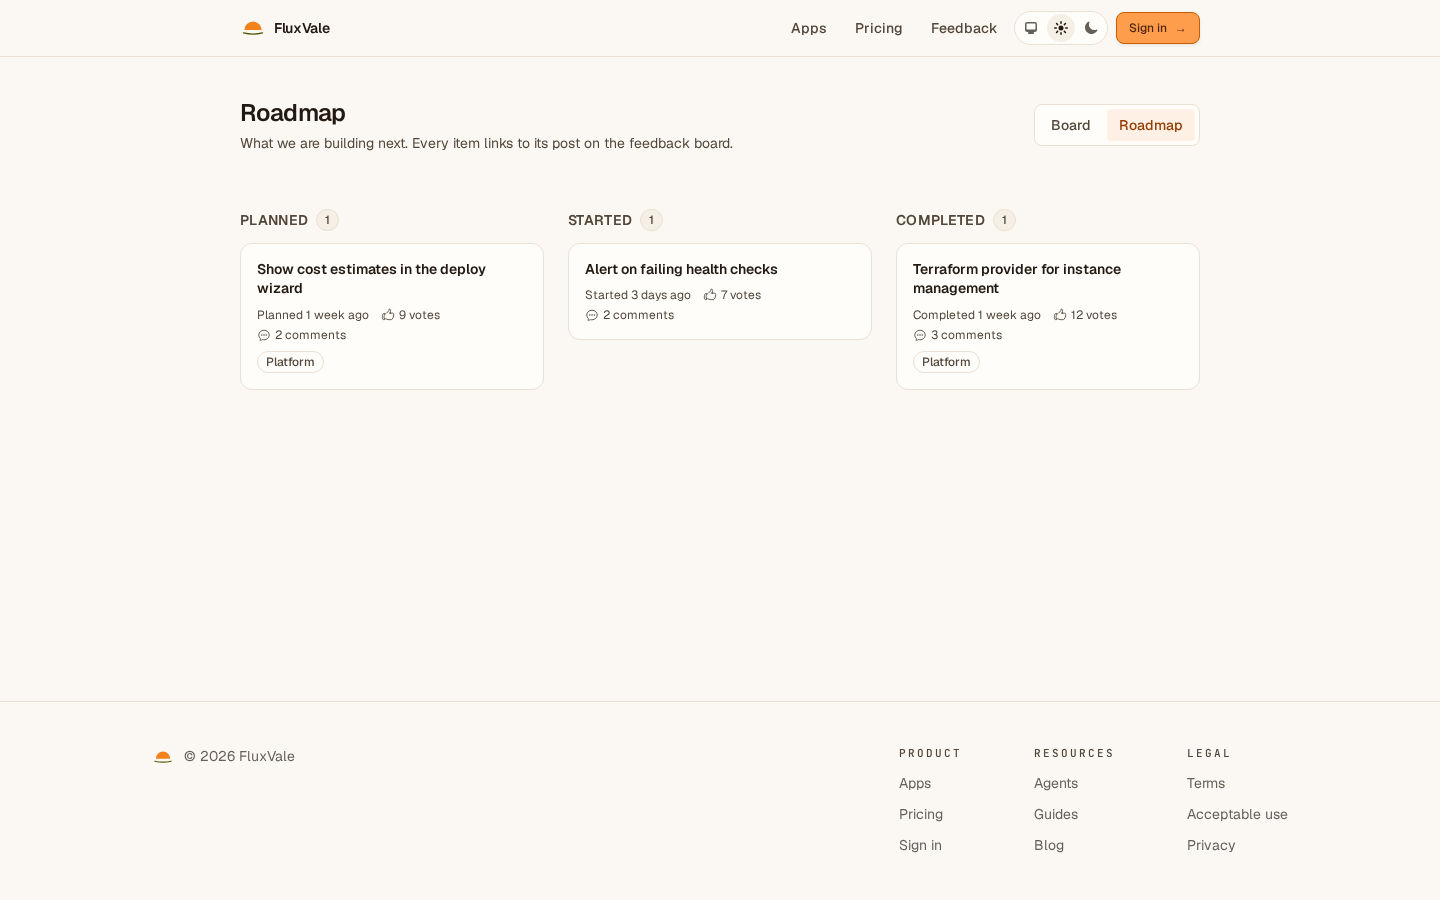 FluxVale
Apps
Pricing
Feedback
Sign in →
Roadmap
What we are building next. Every item links to its post on the feedback board.
Board
Roadmap
PLANNED 1
Show cost estimates in the deploy
wizard
Planned 1 week ago 9 votes
2 comments
Platform
STARTED 1
Alert on failing health checks
Started 3 days ago 7 votes
2 comments
COMPLETED 1
Terraform provider for instance
management
Completed 1 week ago 12 votes
3 comments
Platform
© 2026 FluxVale
PRODUCT
Apps
Pricing
Sign in
RESOURCES
Agents
Guides
Blog
LEGAL
Terms
Acceptable use
Privacy